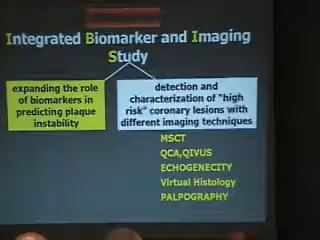 Integrated Biomarker and Imaging
Study
expanding the role
of biomarkers in
predicting plaque
instability
detection and
characterization of "high
risk" coronary lesions with
different imaging techniques
MSCT
QCA,QIVUS
ECHOGENECITY
Virtual Histology
PALPOGRAPHY